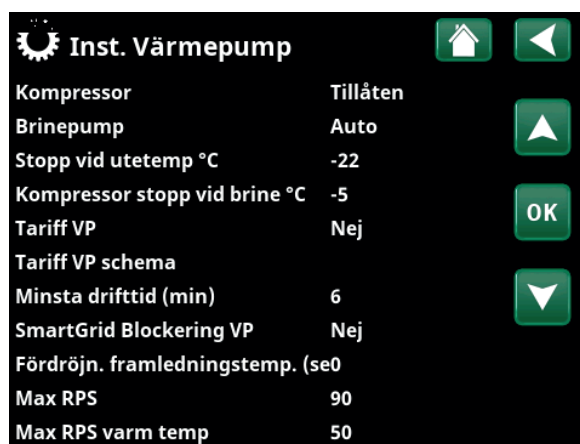 Inst. Värmepump
Kompressor Tillåten
Brinepump Auto
Stopp vid utetemp °C -22
Kompressor stopp vid brine °C -5
Tariff VP Nej
OK
Tariff VP schema
Minsta drifttid (min) 6
SmartGrid Blockering VP Nej
Fördröjn. framledningstemp. (se0
Max RPS 90
Max RPS varm temp 50